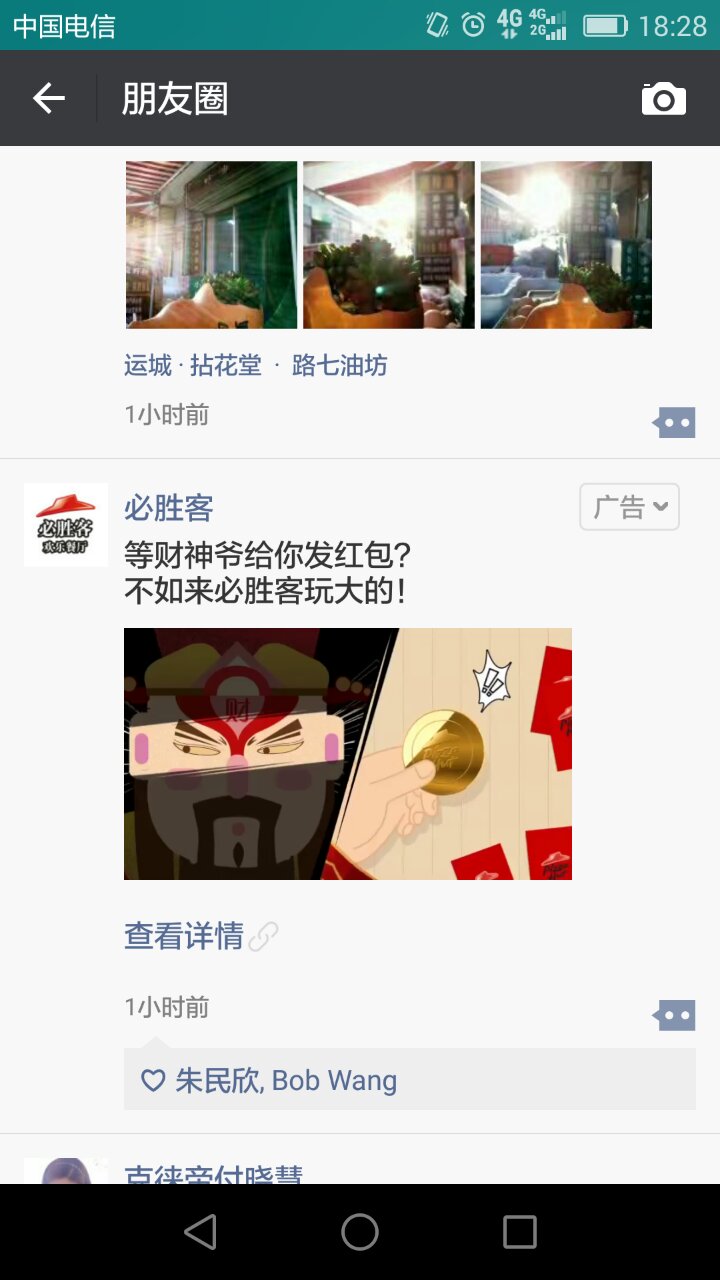 中国电信
4G
4G
2G
18:28
朋友圈
运城·拈花堂 · 路七油坊
1小时前
必胜客
欢乐餐厅
必胜客
广告
等财神爷给你发红包?
不如来必胜客玩大的!
财
查看详情
1小时前
朱民欣, Bob Wang